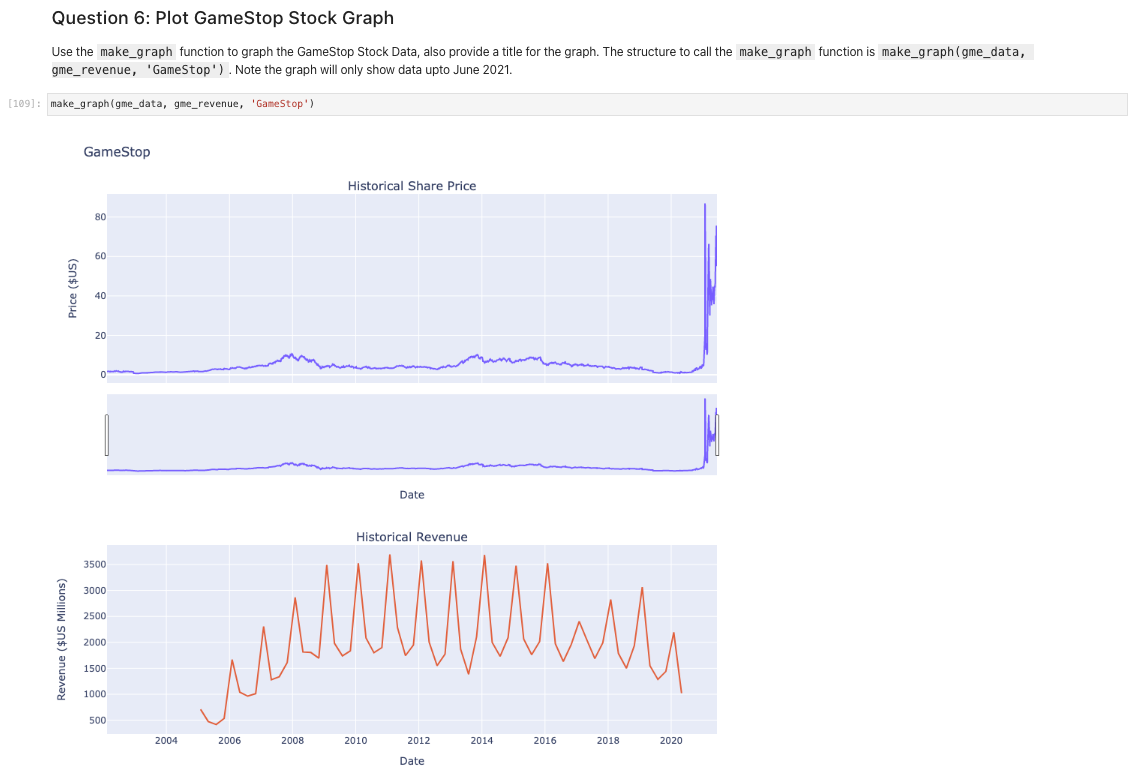 Question 6: Plot GameStop Stock Graph
Use the make_graph function to graph the GameStop Stock Data, also provide a title for the graph. The structure to call the make_graph function is make_graph(gme_data,
gme_revenue, 'GameStop') . Note the graph will only show data upto June 2021.
[109]: make_graph(gme_data, gme_revenue, 'GameStop')
GameStop
Historical Share Price
Price ($US)
80
60
40
20
0
Date
Historical Revenue
Revenue ($US Millions)
3500
3000
2500
2000
1500
1000
500
2004 2006 2008 2010 2012 2014 2016 2018 2020
Date